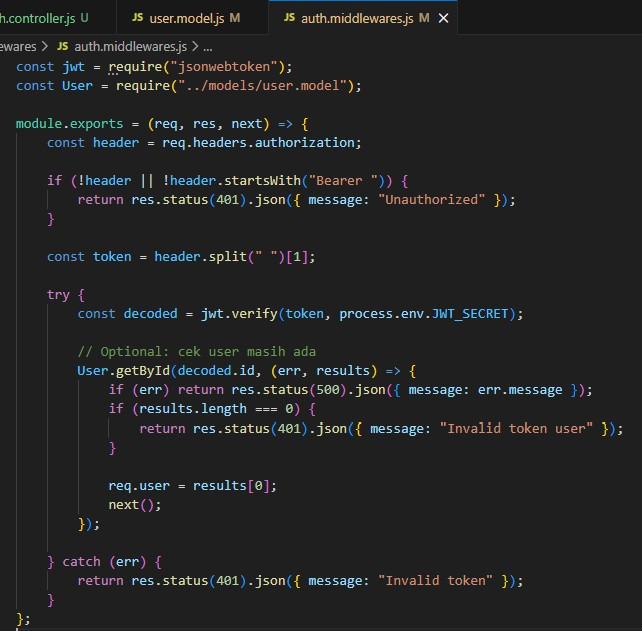 h.controller.js U
JS user.model.js M
JS auth.middlewares.js M ×
ewares > JS auth.middlewares.js > ...
const jwt = require("jsonwebtoken");
const User = require("../models/user.model");
module.exports = (req, res, next) => {
    const header = req.headers.authorization;
    if (!header || !header.startsWith("Bearer ")) {
        return res.status(401).json({ message: "Unauthorized" });
    }
    const token = header.split(" ")[1];
    try {
        const decoded = jwt.verify(token, process.env.JWT_SECRET);
        // Optional: cek user masih ada
        User.getById(decoded.id, (err, results) => {
            if (err) return res.status(500).json({ message: err.message });
            if (results.length === 0) {
                return res.status(401).json({ message: "Invalid token user" });
            }
            req.user = results[0];
            next();
        });
    } catch (err) {
        return res.status(401).json({ message: "Invalid token" });
    }
};